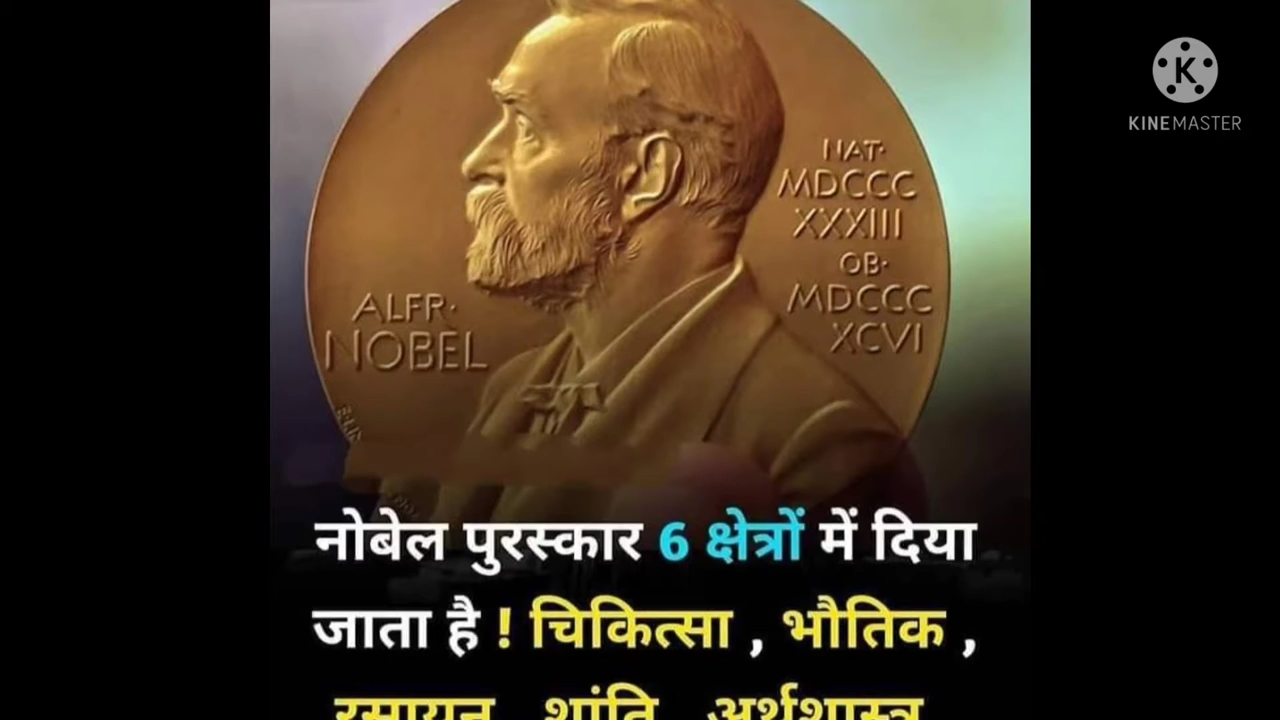 KINEMASTER
NAT·
MDCCC
XXXIII
OB·
MDCCC
XCVI
ALFR·
NOBEL
नोबेल पुरस्कार 6 क्षेत्रों में दिया
जाता है ! चिकित्सा , भौतिक ,
रसायन , शांति , अर्थशास्त्र